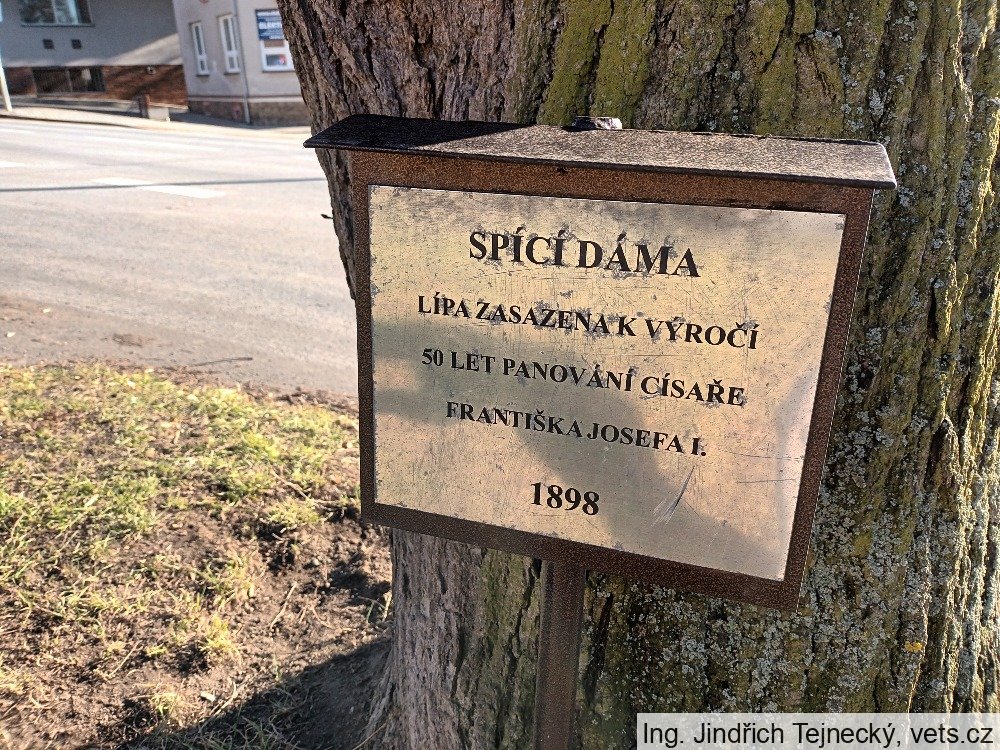 SPÍCÍ DÁMA
LÍPA ZASAZENA K VÝROČÍ
50 LET PANOVÁNÍ CÍSAŘE
FRANTIŠKA JOSEFA I.
1898
Ing. Jindřich Tejnecký, vets.cz